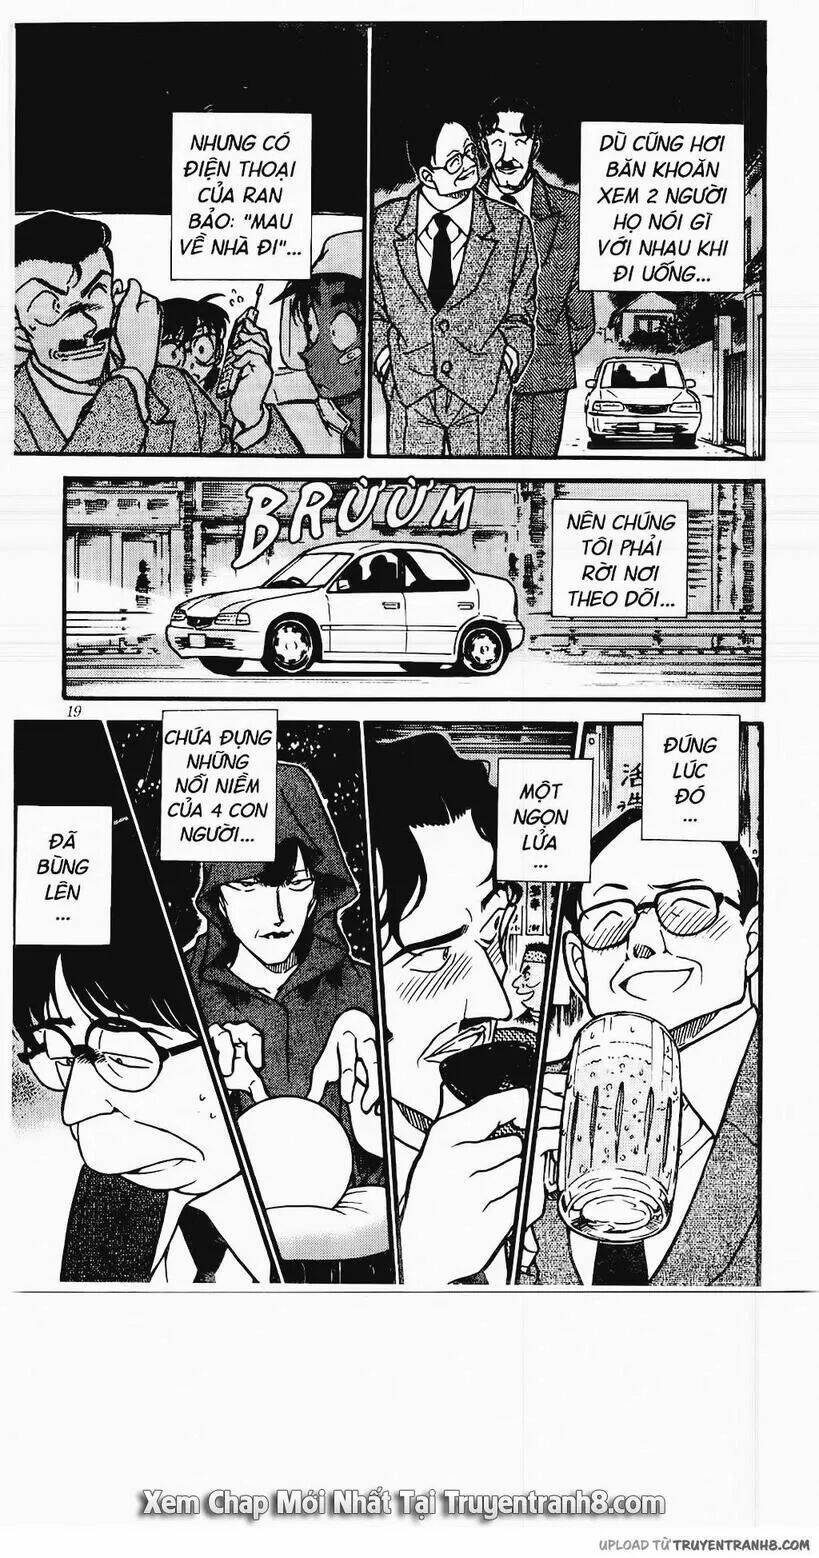 DÙ CŨNG HƠI
BĂN KHOĂN
XEM 2 NGƯỜI
HỌ NÓI GÌ
VỚI NHAU KHI
ĐI UỐNG...
NHƯNG CÓ
ĐIỆN THOẠI
CỦA RAN
BẢO: "MAU
VỀ NHÀ ĐI"...
BRỪỪM
NÊN CHÚNG
TÔI PHẢI
RỜI NƠI
THEO DÕI...
19
ĐÚNG
LÚC
ĐÓ
...
MỘT
NGỌN
LỬA
...
CHỨA ĐỰNG
NHỮNG
NỖI NIỀM
CỦA 4 CON
NGƯỜI...
ĐÃ
BÙNG
LÊN
...
Xem Chap Mới Nhất Tại Truyentranh8.com
UPLOAD TỪ TRUYENTRANH8.COM